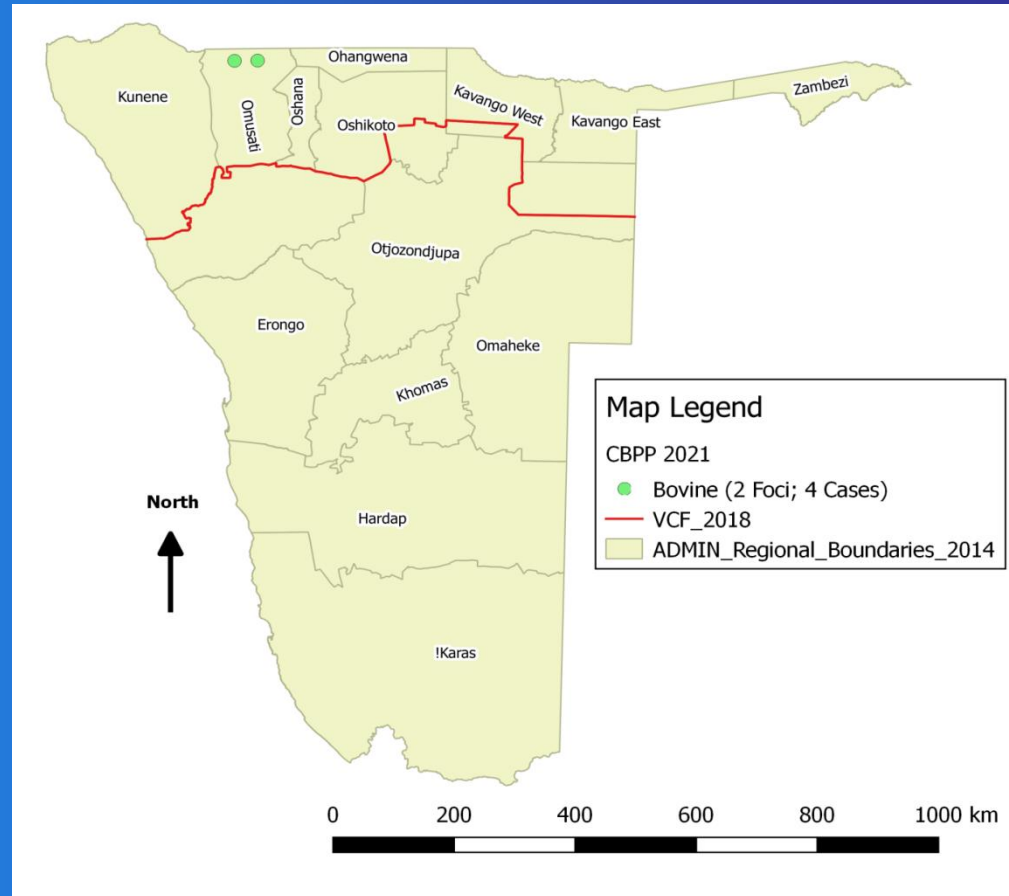 Ohangwena
Zambezi
Kunene
Omusati
Oshana
Kavango West
Kavango East
Oshikoto
Otjozondjupa
Erongo
Omaheke
Khomas
Map Legend
CBPP 2021
Bovine (2 Foci; 4 Cases)
VCF_2018
ADMIN_Regional_Boundaries_2014
North
Hardap
!Karas
0 200 400 600 800 1000 km